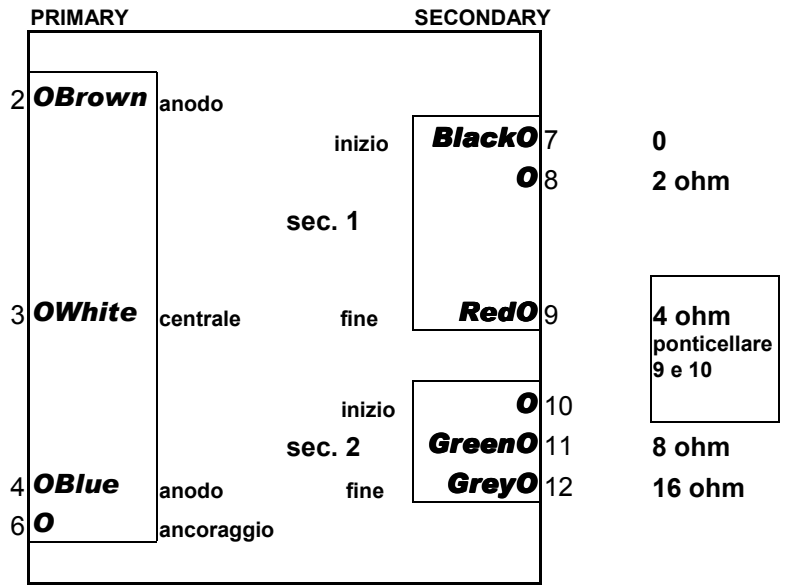 PRIMARY SECONDARY
2 OBrown anodo
inizio BlackO 7 0
O 8 2 ohm
sec. 1
3 OWhite centrale fine RedO 9 4 ohm
ponticellare
9 e 10
inizio O 10
sec. 2 GreenO 11 8 ohm
4 OBlue anodo fine GreyO 12 16 ohm
6 O ancoraggio